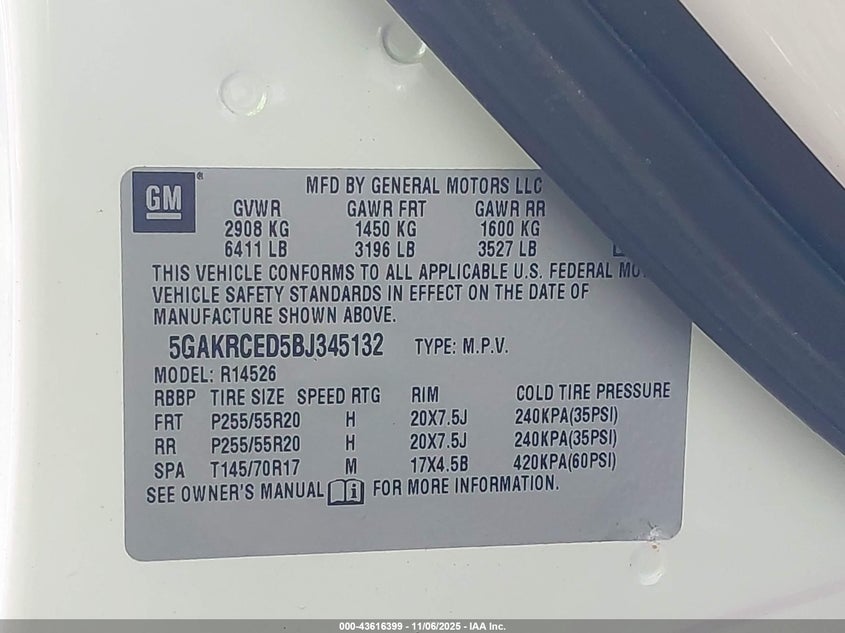 GM ®
MFD BY GENERAL MOTORS LLC
GVWR GAWR FRT GAWR RR
2908 KG 1450 KG 1600 KG
6411 LB 3196 LB 3527 LB
THIS VEHICLE CONFORMS TO ALL APPLICABLE U.S. FEDERAL
VEHICLE SAFETY STANDARDS IN EFFECT ON THE DATE OF
MANUFACTURE SHOWN ABOVE.
5GAKRCED5BJ345132 TYPE: M.P.V.
MODEL: R14526
RBBP TIRE SIZE SPEED RTG RIM COLD TIRE PRESSURE
FRT P255/55R20 H 20X7.5J 240KPA(35PSI)
RR P255/55R20 H 20X7.5J 240KPA(35PSI)
SPA T145/70R17 M 17X4.5B 420KPA(60PSI)
SEE OWNER'S MANUAL FOR MORE INFORMATION.
000-43616399 - 11/06/2025 - IAA Inc.